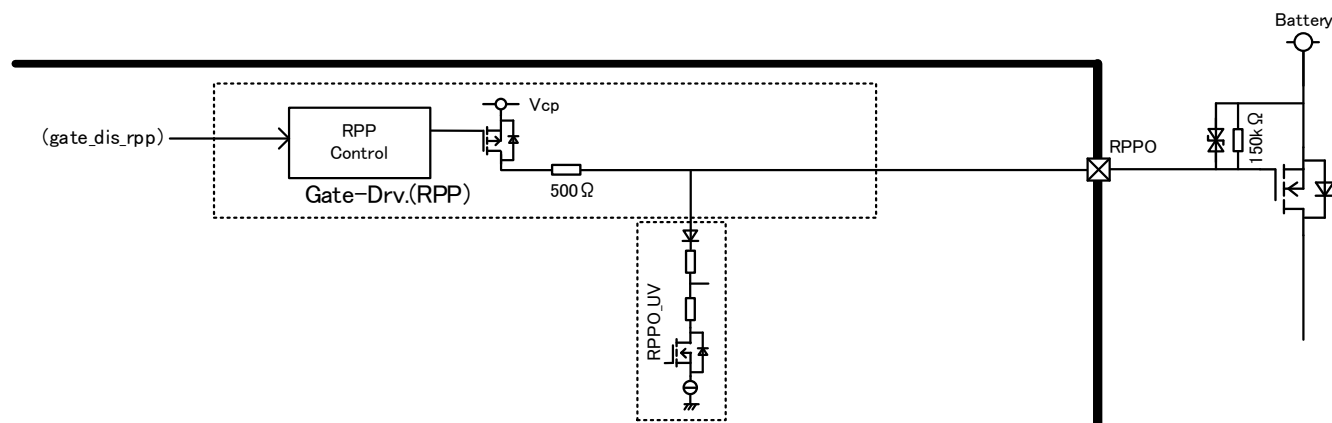 Battery
Vcp
(gate_dis_rpp)
RPP
Control
RPPO
150kΩ
500Ω
Gate-Drv.(RPP)
RPPO_UV